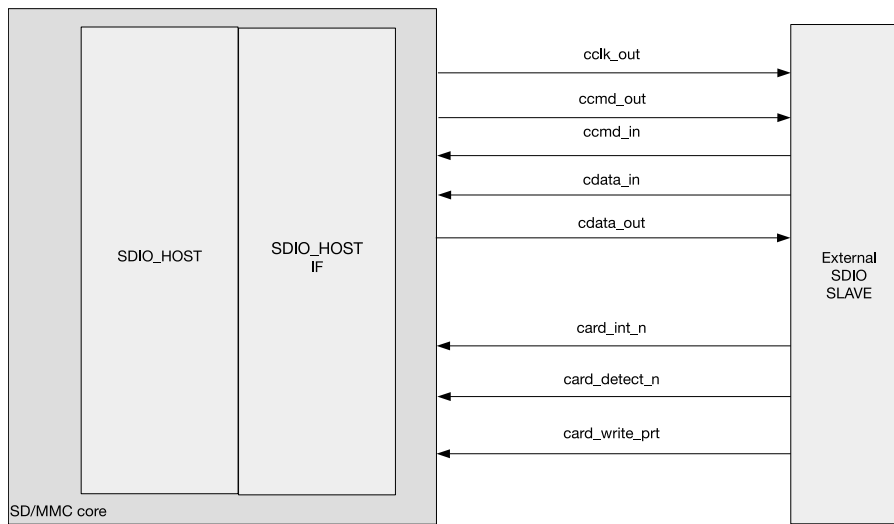 cclk_out
ccmd_out
ccmd_in
cdata_in
cdata_out
SDIO_HOST
SDIO_HOST
IF
External
SDIO
SLAVE
card_int_n
card_detect_n
card_write_prt
SD/MMC core